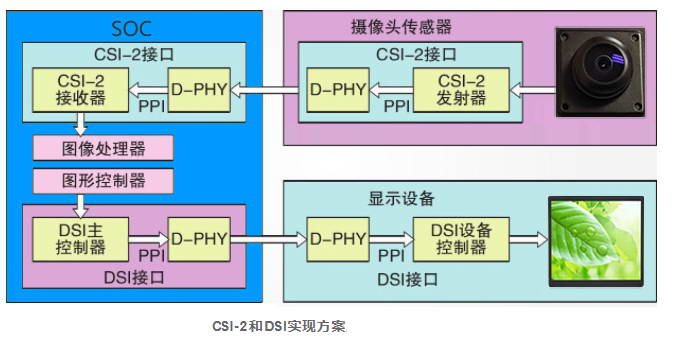 SOC
CSI-2接口
CSI-2
接收器
PPI
D-PHY
图像处理器
图形控制器
DSI主
控制器
PPI
D-PHY
DSI接口
摄像头传感器
CSI-2接口
D-PHY
PPI
CSI-2
发射器
显示设备
D-PHY
PPI
DSI设备
控制器
DSI接口
CSI-2和DSI实现方案